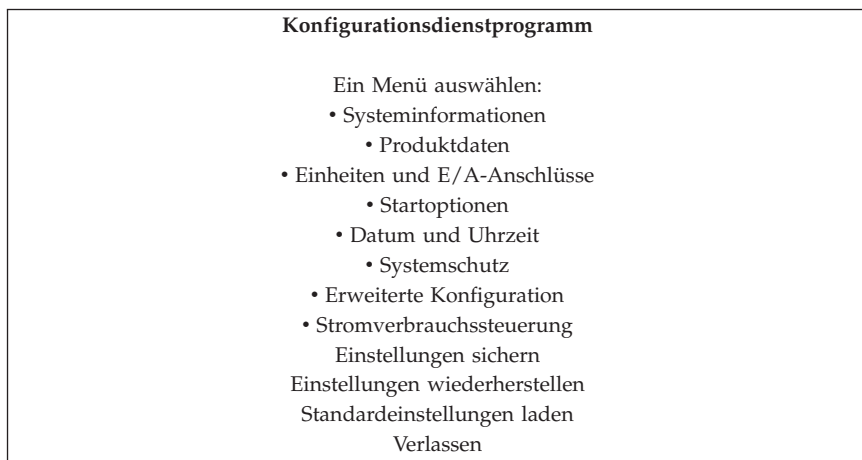 Konfigurationsdienstprogramm
Ein Menü auswählen:
• Systeminformationen
• Produktdaten
• Einheiten und E/A-Anschlüsse
• Startoptionen
• Datum und Uhrzeit
• Systemschutz
• Erweiterte Konfiguration
• Stromverbrauchssteuerung
Einstellungen sichern
Einstellungen wiederherstellen
Standardeinstellungen laden
Verlassen